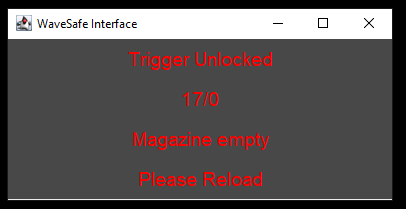 WaveSafe Interface
Trigger Unlocked
17/0
Magazine empty
Please Reload